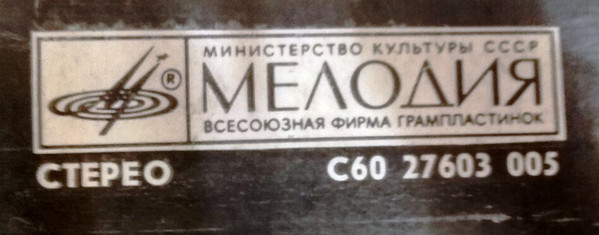 МИНИСТЕРСТВО КУЛЬТУРЫ СССР
® МЕЛОДИЯ
ВСЕСОЮЗНАЯ ФИРМА ГРАМПЛАСТИНОК
СТЕРЕО С60 27603 005